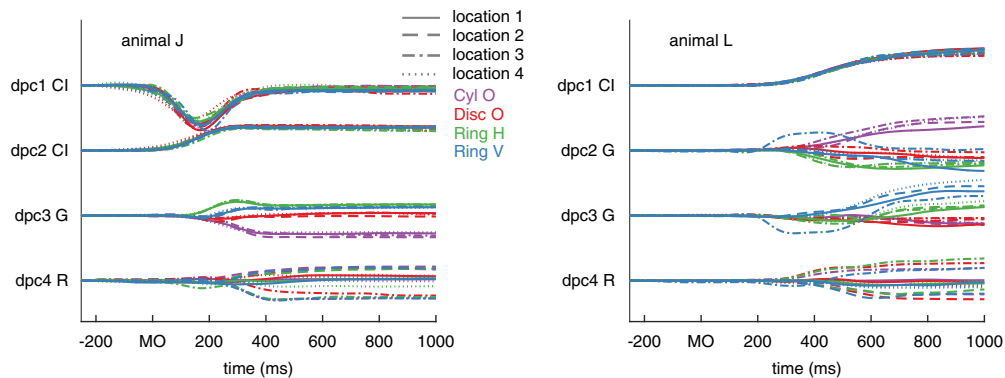 animal J
location 1
location 2
location 3
location 4
Cyl O
Disc O
Ring H
Ring V
dpc1 CI
dpc2 CI
dpc3 G
dpc4 R
-200 MO 200 400 600 800 1000
time (ms)
animal L
dpc1 CI
dpc2 G
dpc3 G
dpc4 R
-200 MO 200 400 600 800 1000
time (ms)